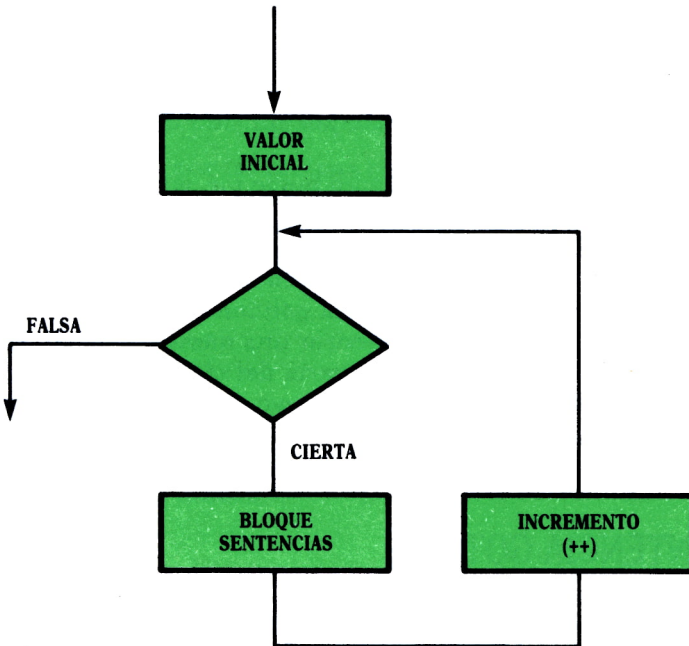 VALOR
INICIAL
FALSA
CIERTA
BLOQUE
SENTENCIAS
INCREMENTO
(++)